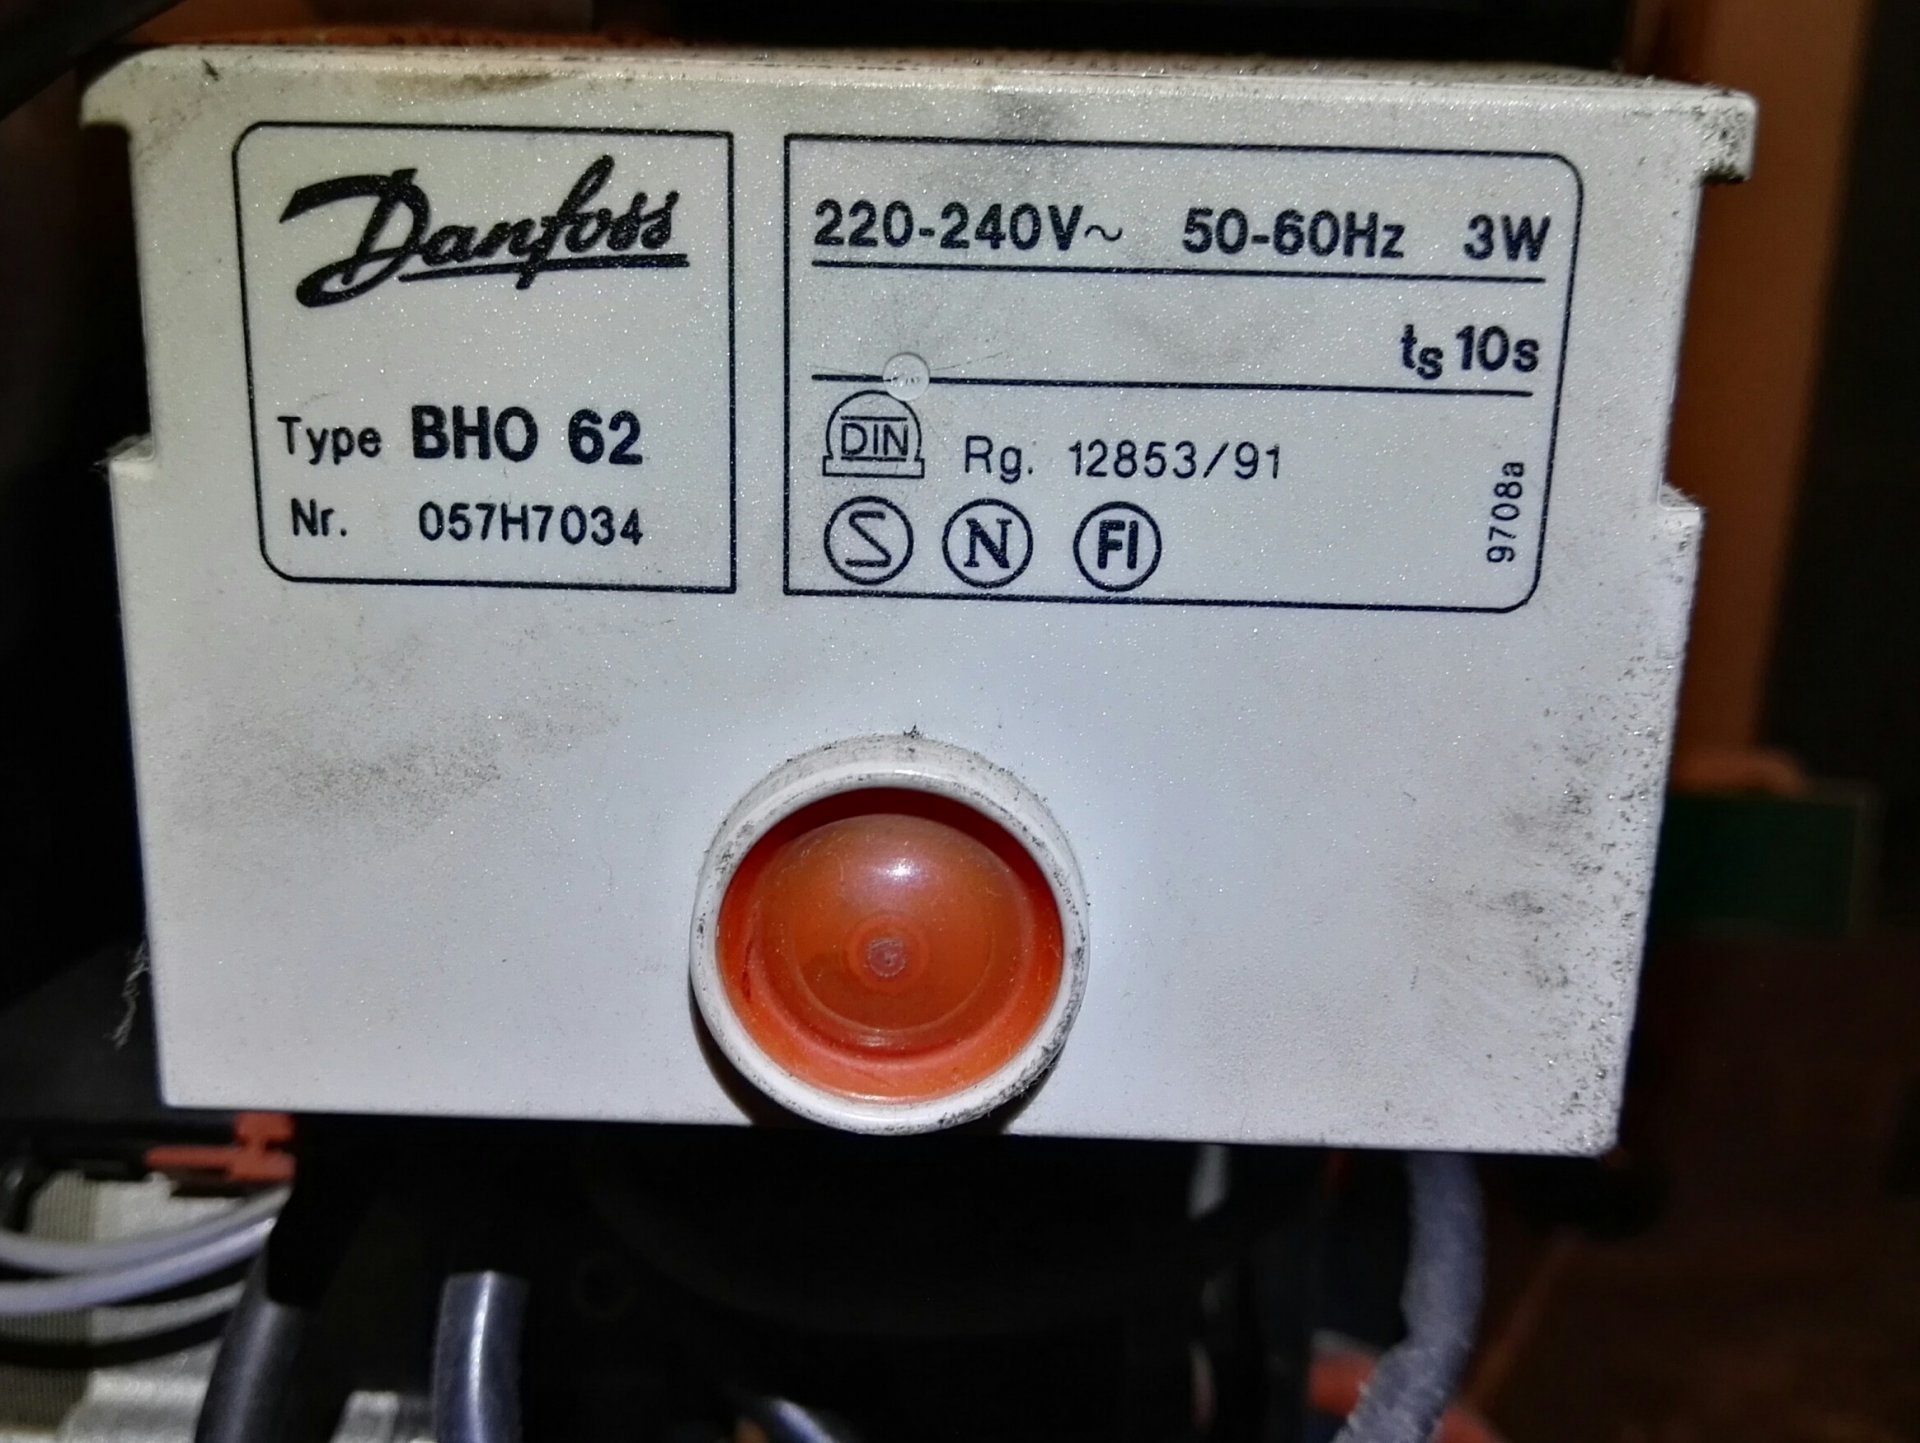 Danfoss
Type BHO 62
Nr. 057H7034
220-240V~ 50-60Hz 3W
ts 10s
DIN Rg. 12853/91
S N FI
9708a